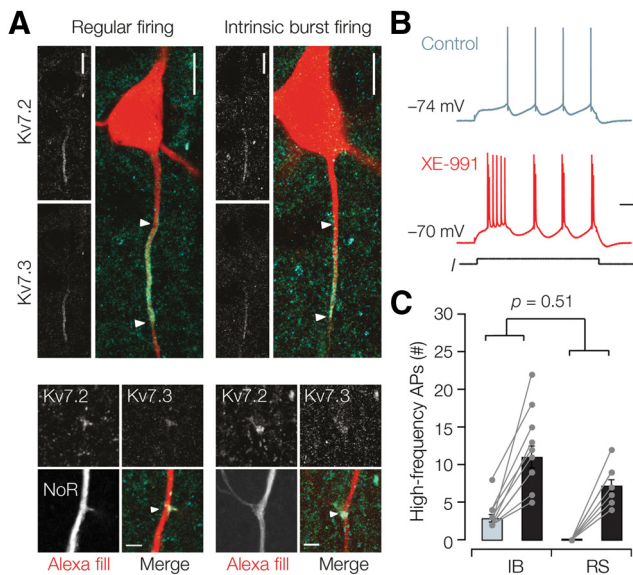 A
Regular firing
Intrinsic burst firing
Kv7.2
Kv7.3
Kv7.2
Kv7.3
Kv7.2
Kv7.3
NoR
Alexa fill
Merge
Alexa fill
Merge
B
Control
−74 mV
XE-991
−70 mV
I
C
p = 0.51
High-frequency APs (#)
30
25
20
15
10
5
0
IB
RS